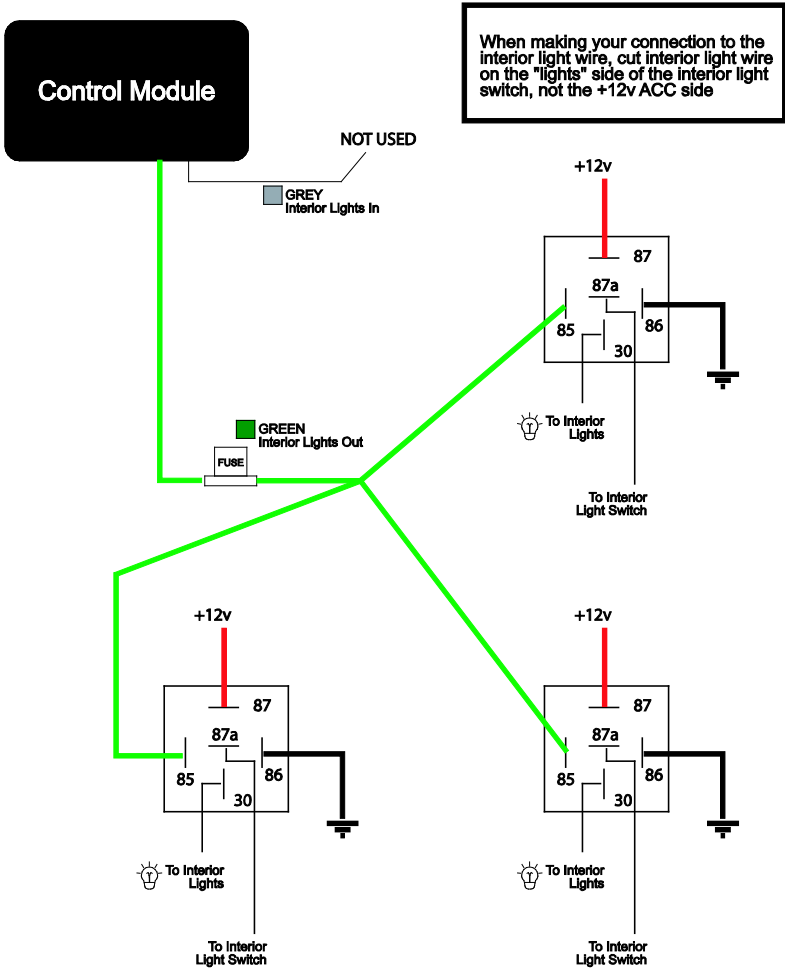 When making your connection to the
interior light wire, cut interior light wire
on the "lights" side of the interior light
switch, not the +12v ACC side
Control Module
NOT USED
GREY
Interior Lights In
+12v
87
87a
85
86
30
To Interior
Lights
To Interior
Light Switch
GREEN
Interior Lights Out
FUSE
+12v
87
87a
85
86
30
To Interior
Lights
To Interior
Light Switch
+12v
87
87a
85
86
30
To Interior
Lights
To Interior
Light Switch